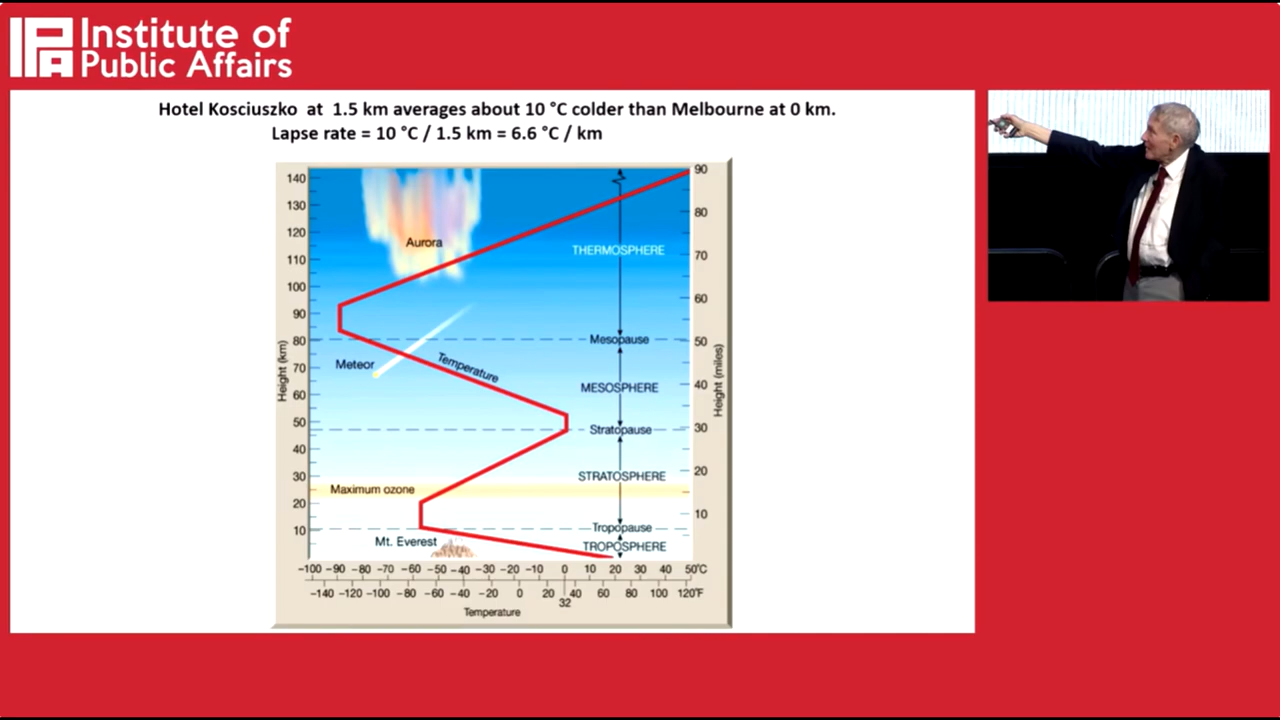 IPA
Institute of
Public Affairs
Hotel Kosciuszko at 1.5 km averages about 10 °C colder than Melbourne at 0 km.
Lapse rate = 10 °C / 1.5 km = 6.6 °C / km
140
130
120
110
100
90
80
70
60
50
40
30
20
10
Height (km)
Aurora
Meteor
Temperature
Maximum ozone
Mt. Everest
THERMOSPHERE
Mesopause
MESOSPHERE
Stratopause
STRATOSPHERE
Tropopause
TROPOSPHERE
90
80
70
60
50
40
30
20
10
Height (miles)
–100 –90 –80 –70 –60 –50 –40 –30 –20 –10 0 10 20 30 40 50°C
–140 –120 –100 –80 –60 –40 –20 0 20 40 60 80 100 120°F
32
Temperature